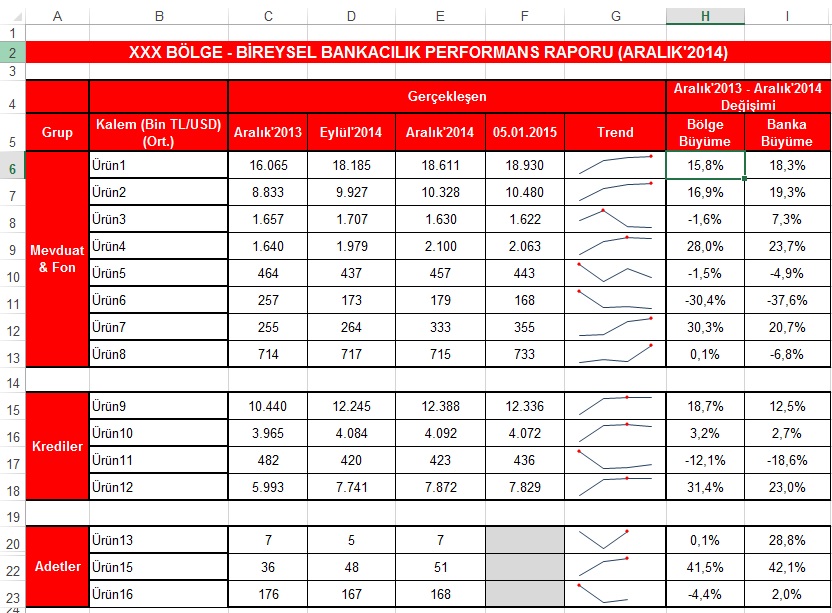 A B C D E F G H I
1
2 XXX BÖLGE - BİREYSEL BANKACILIK PERFORMANS RAPORU (ARALIK'2014)
3
4 Gerçekleşen Aralık'2013 - Aralık'2014
Değişimi
5 Grup Kalem (Bin TL/USD)
(Ort.) Aralık'2013 Eylül'2014 Aralık'2014 05.01.2015 Trend Bölge
Büyüme Banka
Büyüme
6 Ürün1 16.065 18.185 18.611 18.930 15,8% 18,3%
7 Ürün2 8.833 9.927 10.328 10.480 16,9% 19,3%
8 Ürün3 1.657 1.707 1.630 1.622 -1,6% 7,3%
9 Mevduat
& Fon Ürün4 1.640 1.979 2.100 2.063 28,0% 23,7%
10 Ürün5 464 437 457 443 -1,5% -4,9%
11 Ürün6 257 173 179 168 -30,4% -37,6%
12 Ürün7 255 264 333 355 30,3% 20,7%
13 Ürün8 714 717 715 733 0,1% -6,8%
14
15 Ürün9 10.440 12.245 12.388 12.336 18,7% 12,5%
16 Krediler Ürün10 3.965 4.084 4.092 4.072 3,2% 2,7%
17 Ürün11 482 420 423 436 -12,1% -18,6%
18 Ürün12 5.993 7.741 7.872 7.829 31,4% 23,0%
19
20 Ürün13 7 5 7 0,1% 28,8%
22 Adetler Ürün15 36 48 51 41,5% 42,1%
23 Ürün16 176 167 168 -4,4% 2,0%
24